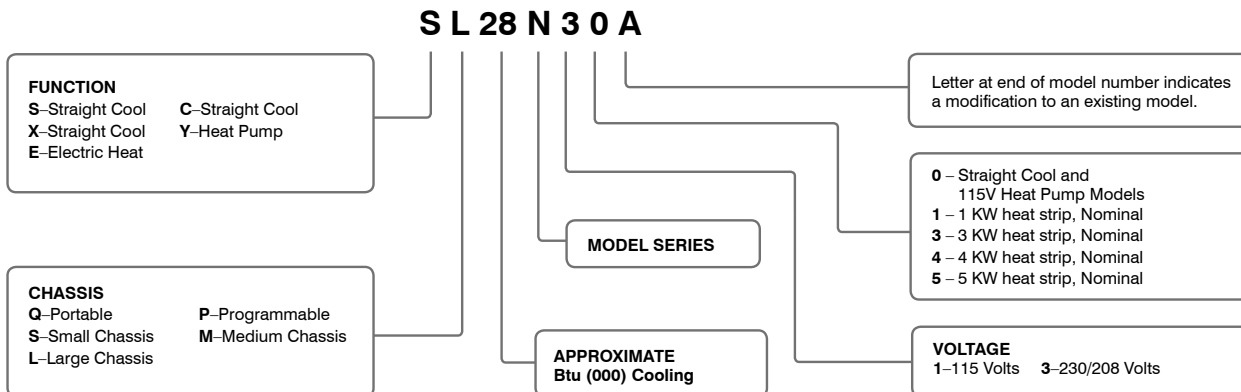 S L 28 N 3 0 A
FUNCTION
S–Straight Cool C–Straight Cool
X–Straight Cool Y–Heat Pump
E–Electric Heat
Letter at end of model number indicates
a modification to an existing model.
0 – Straight Cool and
115V Heat Pump Models
1 – 1 KW heat strip, Nominal
3 – 3 KW heat strip, Nominal
4 – 4 KW heat strip, Nominal
5 – 5 KW heat strip, Nominal
MODEL SERIES
CHASSIS
Q–Portable P–Programmable
S–Small Chassis M–Medium Chassis
L–Large Chassis
APPROXIMATE
Btu (000) Cooling
VOLTAGE
1–115 Volts 3–230/208 Volts